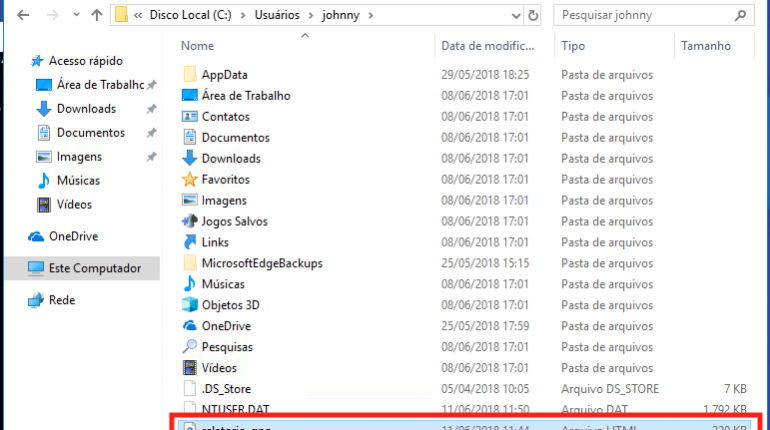 « Disco Local (C:) > Usuários > johnny >
Pesquisar johnny
Nome Data de modific... Tipo Tamanho
Acesso rápido
Área de Trabalho
Downloads
Documentos
Imagens
Músicas
Vídeos
OneDrive
Este Computador
Rede
AppData 29/05/2018 18:25 Pasta de arquivos
Área de Trabalho 08/06/2018 17:01 Pasta de arquivos
Contatos 08/06/2018 17:01 Pasta de arquivos
Documentos 08/06/2018 17:01 Pasta de arquivos
Downloads 08/06/2018 17:01 Pasta de arquivos
Favoritos 08/06/2018 17:01 Pasta de arquivos
Imagens 08/06/2018 17:01 Pasta de arquivos
Jogos Salvos 08/06/2018 17:01 Pasta de arquivos
Links 08/06/2018 17:01 Pasta de arquivos
MicrosoftEdgeBackups 25/05/2018 15:15 Pasta de arquivos
Músicas 08/06/2018 17:01 Pasta de arquivos
Objetos 3D 08/06/2018 17:01 Pasta de arquivos
OneDrive 25/05/2018 17:59 Pasta de arquivos
Pesquisas 08/06/2018 17:01 Pasta de arquivos
Vídeos 08/06/2018 17:01 Pasta de arquivos
.DS_Store 05/04/2018 10:05 Arquivo DS_STORE 7 KB
NTUSER.DAT 11/06/2018 11:50 Arquivo DAT 1.792 KB
11/06/2018 11:44 Arquivo HTML